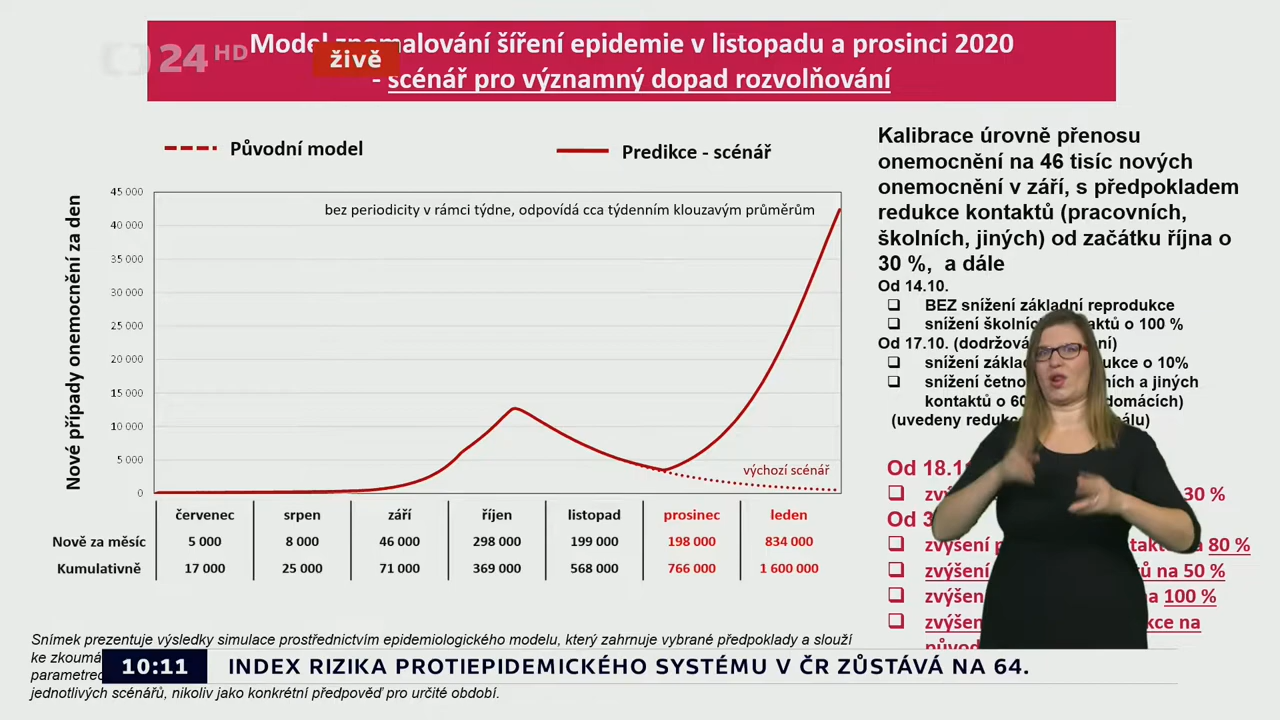 24 HD
živě
Model zpomalování šíření epidemie v listopadu a prosinci 2020
- scénář pro významný dopad rozvolňování
Původní model
Predikce - scénář
Nové případy onemocnění za den
45 000
40 000
35 000
30 000
25 000
20 000
15 000
10 000
5 000
0
bez periodicity v rámci týdne, odpovídá cca týdenním klouzavým průměrům
výchozí scénář
červenec srpen září říjen listopad prosinec leden
Nově za měsíc 5 000 8 000 46 000 298 000 199 000 198 000 834 000
Kumulativně 17 000 25 000 71 000 369 000 568 000 766 000 1 600 000
Kalibrace úrovně přenosu
onemocnění na 46 tisíc nových
onemocnění v září, s předpokladem
redukce kontaktů (pracovních,
školních, jiných) od začátku října o
30 %, a dále
Od 14.10.
BEZ snížení základní reprodukce
snížení školních kontaktů o 100 %
Od 17.10.
snížení o 10%
snížení jiných
kontaktů o domácích)
(uvedeny
Od
30 %
Od
zvýšení 80 %
zvýšení na 50 %
100 %
na
Snímek prezentuje výsledky simulace prostřednictvím epidemiologického modelu, který zahrnuje vybrané předpoklady a slouží
ke
jednotlivých scénářů, nikoliv jako konkrétní předpověď pro určité období.
10:11 INDEX RIZIKA PROTIEPIDEMICKÉHO SYSTÉMU V ČR ZŮSTÁVÁ NA 64.